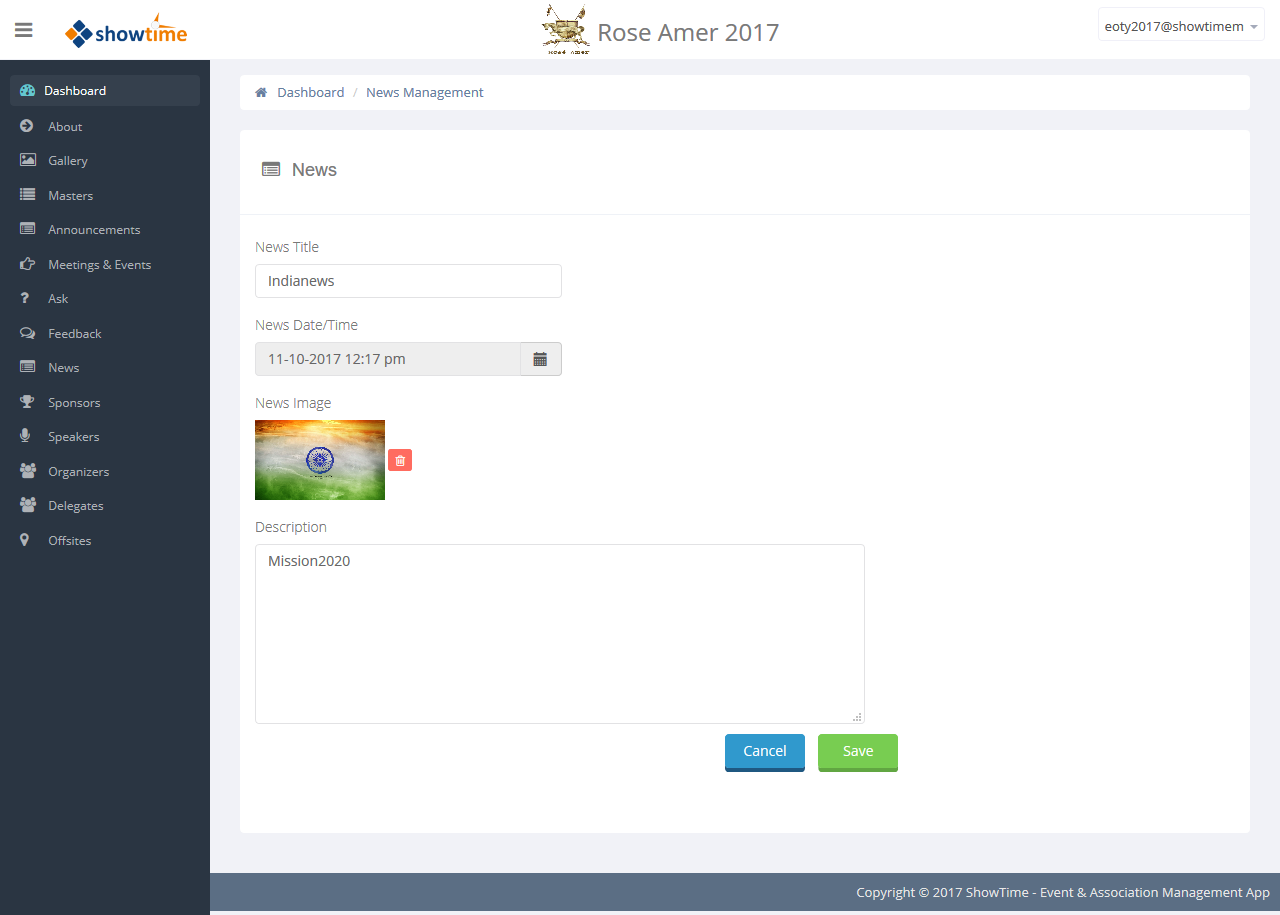 showtime
Rose Amer 2017
eoty2017@showtimem
Dashboard
About
Gallery
Masters
Announcements
Meetings & Events
? Ask
Feedback
News
Sponsors
Speakers
Organizers
Delegates
Offsites
Dashboard / News Management
News
News Title
Indianews
News Date/Time
11-10-2017 12:17 pm
News Image
Description
Mission2020
Cancel
Save
Copyright © 2017 ShowTime - Event & Association Management App